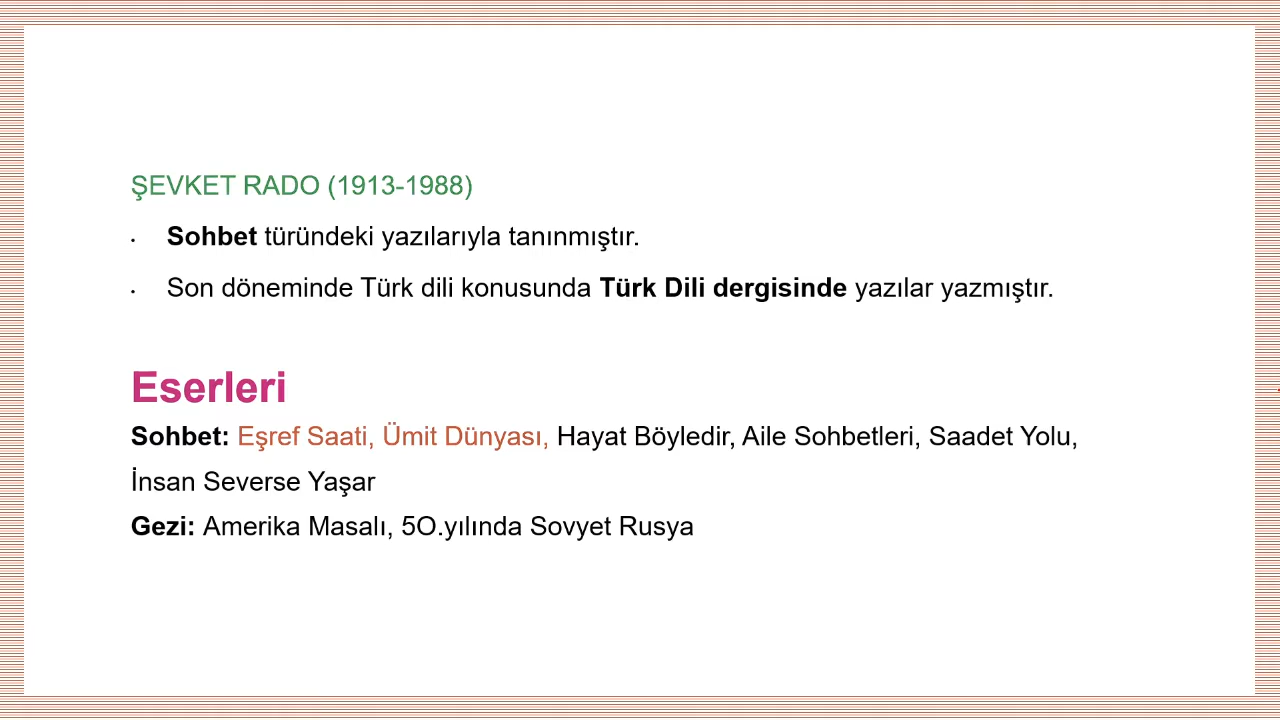 ŞEVKET RADO (1913-1988)
• Sohbet türündeki yazılarıyla tanınmıştır.
• Son döneminde Türk dili konusunda Türk Dili dergisinde yazılar yazmıştır.
Eserleri
Sohbet: Eşref Saati, Ümit Dünyası, Hayat Böyledir, Aile Sohbetleri, Saadet Yolu,
İnsan Severse Yaşar
Gezi: Amerika Masalı, 5O.yılında Sovyet Rusya